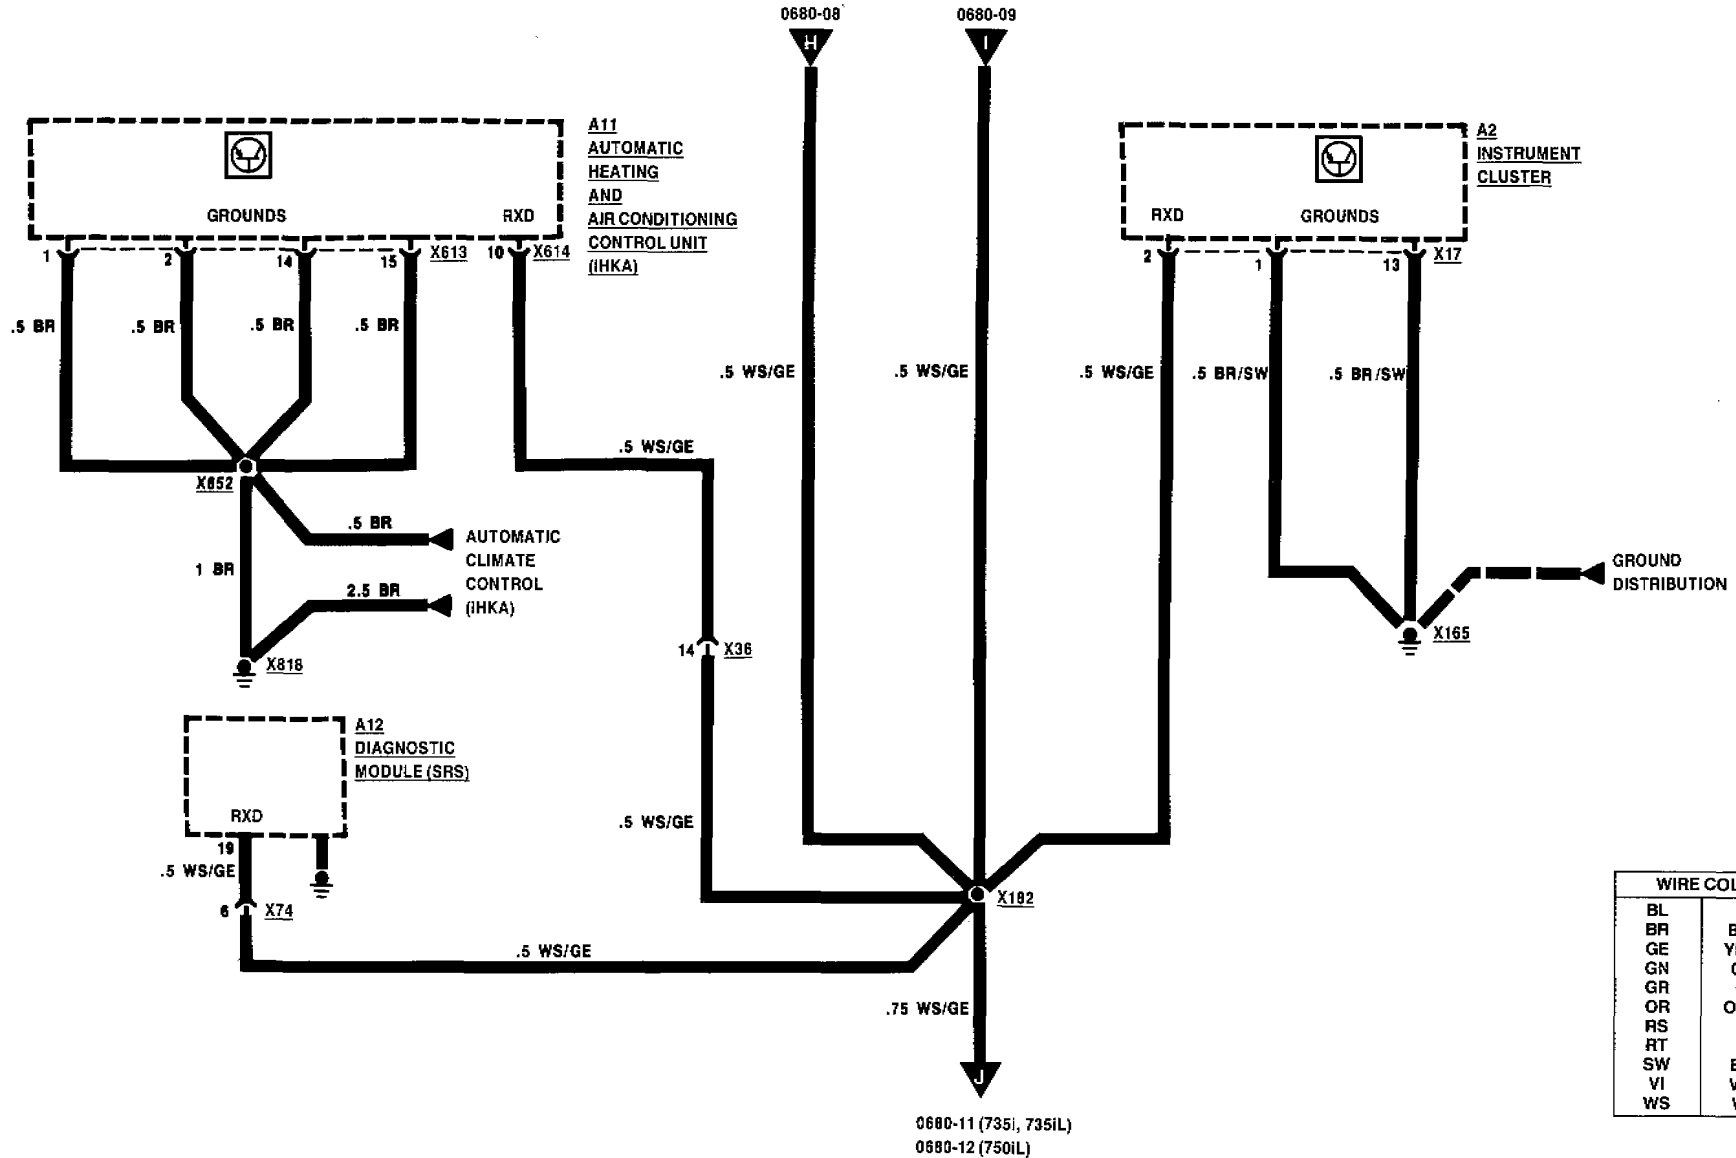 0680-08
0680-09
H
I
A11
AUTOMATIC
HEATING
AND
AIR CONDITIONING
CONTROL UNIT
(IHKA)
GROUNDS
RXD
1
2
14
15
X613
10
X614
.5 BR
.5 BR
.5 BR
.5 BR
A2
INSTRUMENT
CLUSTER
RXD
GROUNDS
2
1
13
X17
.5 WS/GE
.5 WS/GE
.5 WS/GE
.5 BR/SW
.5 BR/SW
.5 WS/GE
X652
.5 BR
1 BR
2.5 BR
AUTOMATIC
CLIMATE
CONTROL
(IHKA)
X818
14
X36
GROUND
DISTRIBUTION
X165
A12
DIAGNOSTIC
MODULE (SRS)
RXD
19
.5 WS/GE
6
X74
.5 WS/GE
.5 WS/GE
X182
.75 WS/GE
J
0680-11 (735i, 735iL)
0680-12 (750iL)
WIRE COL
BL
BR B
GE Y
GN
GR
OR O
RS
RT
SW
VI
WS